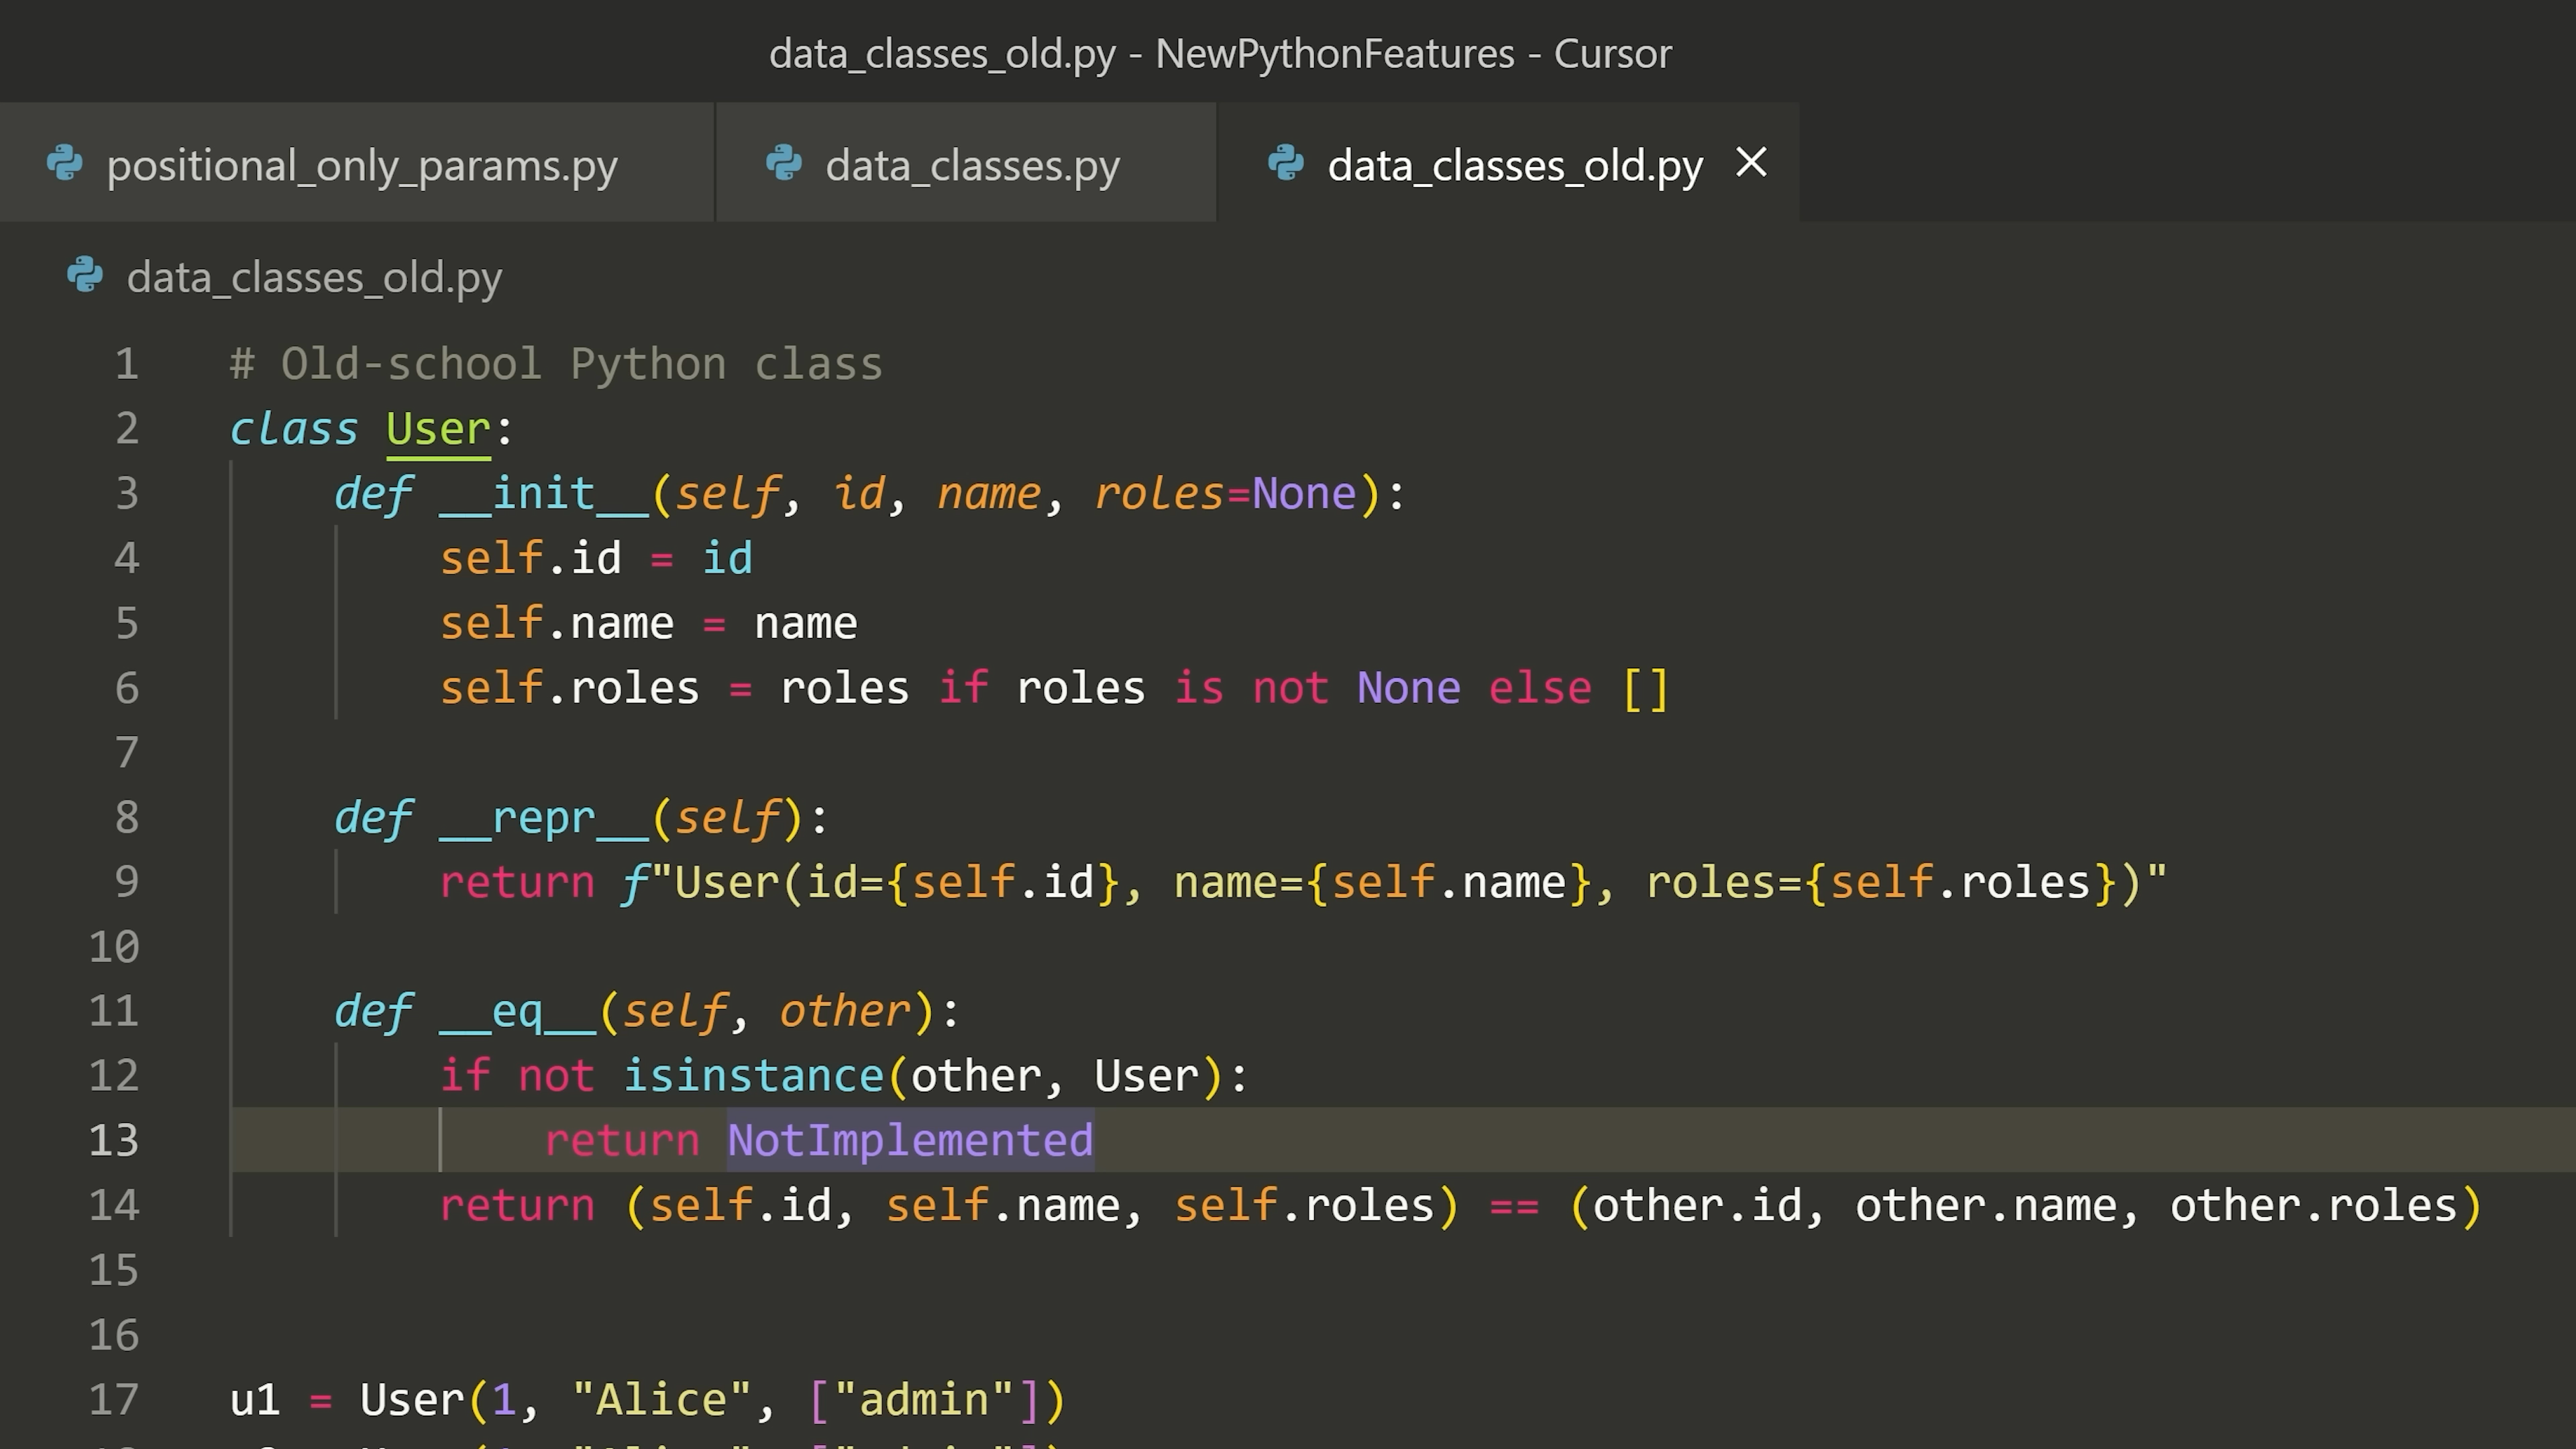 data_classes_old.py - NewPythonFeatures - Cursor
positional_only_params.py data_classes.py data_classes_old.py
data_classes_old.py
1 # Old-school Python class
2 class User:
3     def __init__(self, id, name, roles=None):
4         self.id = id
5         self.name = name
6         self.roles = roles if roles is not None else []
7
8     def __repr__(self):
9         return f"User(id={self.id}, name={self.name}, roles={self.roles})"
10
11     def __eq__(self, other):
12         if not isinstance(other, User):
13             return NotImplemented
14         return (self.id, self.name, self.roles) == (other.id, other.name, other.roles)
15
16
17 u1 = User(1, "Alice", ["admin"])